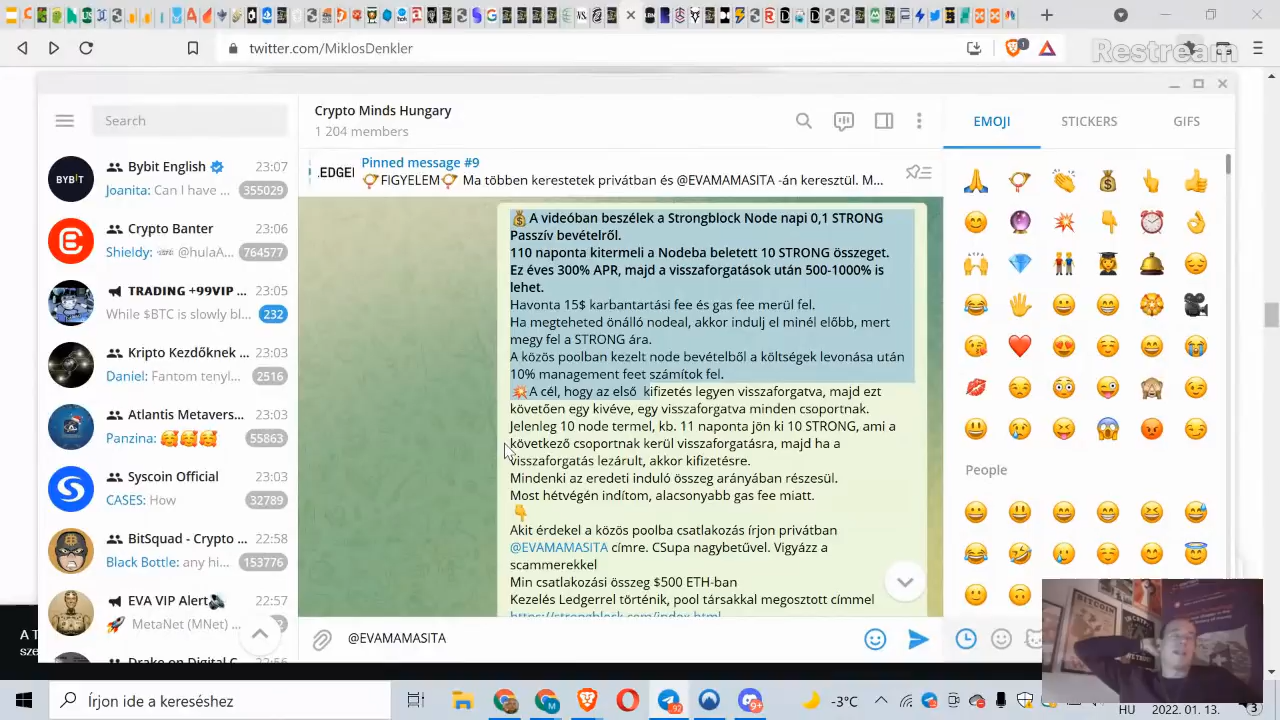 twitter.com/MiklosDenkler
1
Restream
Search
Bybit English 23:07
Joanita: Can I have ... 355029
Crypto Banter 23:06
Shieldy: @hulaA... 764577
TRADING +99VIP ... 23:05
While $BTC is slowly bl... 232
Kripto Kezdőknek ... 23:03
Daniel: Fantom tenyl... 2516
Atlantis Metavers... 23:03
Panzina: 🥰🥰🥰 55863
Syscoin Official 23:03
CASES: How 32789
BitSquad - Crypto ... 22:58
Black Bottle: any hi... 153776
EVA VIP Alert🔊 22:57
🚀 MetaNet (MNet) ...
Drake on Digital C... 22:56
Crypto Minds Hungary
1 204 members
Pinned message #9
FIGYELEM Ma többen kerestetek privátban és @EVAMAMASITA -án keresztül. M...
💰A videóban beszélek a Strongblock Node napi 0,1 STRONG
Passzív bevételről.
110 naponta kitermeli a Nodeba beletett 10 STRONG összeget.
Ez éves 300% APR, majd a visszaforgatások után 500-1000% is
lehet.
Havonta 15$ karbantartási fee és gas fee merül fel.
Ha megteheted önálló nodeal, akkor indulj el minél előbb, mert
megy fel a STRONG ára.
A közös poolban kezelt node bevételből a költségek levonása után
10% management feet számítok fel.
💥A cél, hogy az első kifizetés legyen visszaforgatva, majd ezt
követően egy kivéve, egy visszaforgatva minden csoportnak.
Jelenleg 10 node termel, kb. 11 naponta jön ki 10 STRONG, ami a
következő csoportnak kerül visszaforgatásra, majd ha a
visszaforgatás lezárult, akkor kifizetésre.
Mindenki az eredeti induló összeg arányában részesül.
Most hétvégén indítom, alacsonyabb gas fee miatt.
👇
Akit érdekel a közös poolba csatlakozás írjon privátban
@EVAMAMASITA címre. CSupa nagybetűvel. Vigyázz a
scammerekkel
Min csatlakozási összeg $500 ETH-ban
Kezelés Ledgerrel történik, pool társakkal megosztott címmel
https://strongblock.com/index.html
@EVAMAMASITA
EMOJI STICKERS GIFS
People
BITCOIN
Írjon ide a kereséshez
92
9+
-3°C
HU 2022. 01. 13.
3